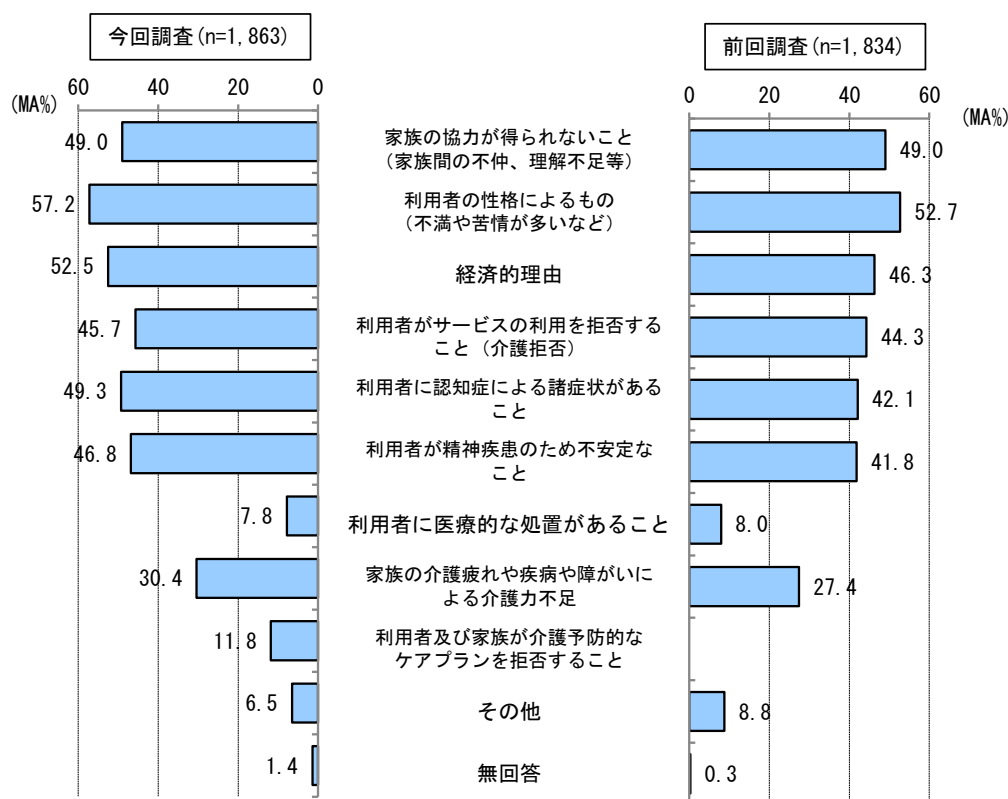 今回調査(n=1,863)
前回調査(n=1,834)
60 40 20 0
0 20 40 60
(MA%)
(MA%)
49.0 家族の協力が得られないこと 49.0
(家族間の不仲、理解不足等)
57.2 利用者の性格によるもの 52.7
(不満や苦情が多いなど)
52.5 経済的理由 46.3
45.7 利用者がサービスの利用を拒否する 44.3
こと(介護拒否)
49.3 利用者に認知症による諸症状がある 42.1
こと
46.8 利用者が精神疾患のため不安定な 41.8
こと
7.8 利用者に医療的な処置があること 8.0
30.4 家族の介護疲れや疾病や障がいに 27.4
よる介護力不足
11.8 利用者及び家族が介護予防的な
ケアプランを拒否すること
6.5 その他 8.8
1.4 無回答 0.3